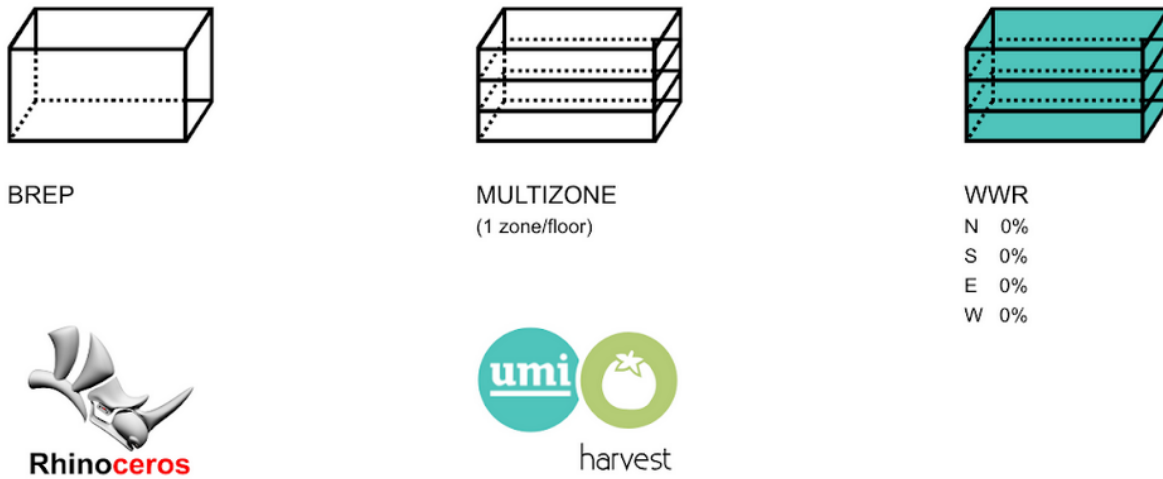 BREP
MULTIZONE
(1 zone/floor)
WWR
N 0%
S 0%
E 0%
W 0%
Rhinoceros
umi
harvest